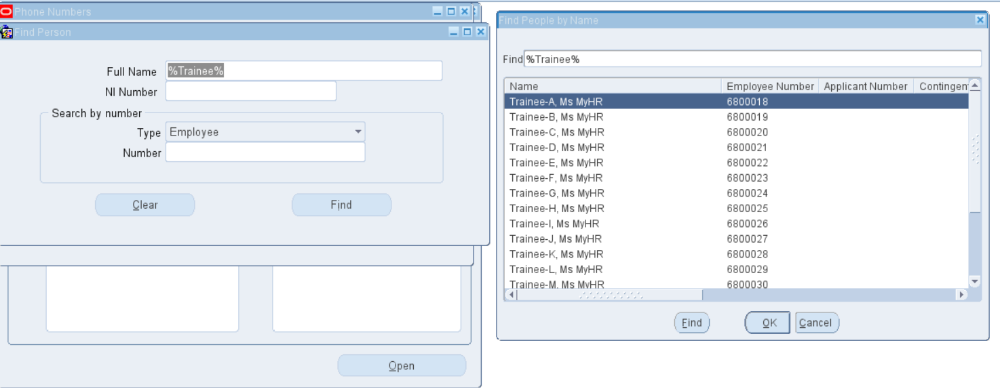 Phone Numbers
Find Person
Full Name %Trainee%
NI Number
Search by number
Type Employee
Number
Clear Find
Open
Find People by Name
Find %Trainee%
Name Employee Number Applicant Number Contingen
Trainee-A, Ms MyHR 6800018
Trainee-B, Ms MyHR 6800019
Trainee-C, Ms MyHR 6800020
Trainee-D, Ms MyHR 6800021
Trainee-E, Ms MyHR 6800022
Trainee-F, Ms MyHR 6800023
Trainee-G, Ms MyHR 6800024
Trainee-H, Ms MyHR 6800025
Trainee-I, Ms MyHR 6800026
Trainee-J, Ms MyHR 6800027
Trainee-K, Ms MyHR 6800028
Trainee-L, Ms MyHR 6800029
Trainee-M, Ms MyHR 6800030
Find OK Cancel